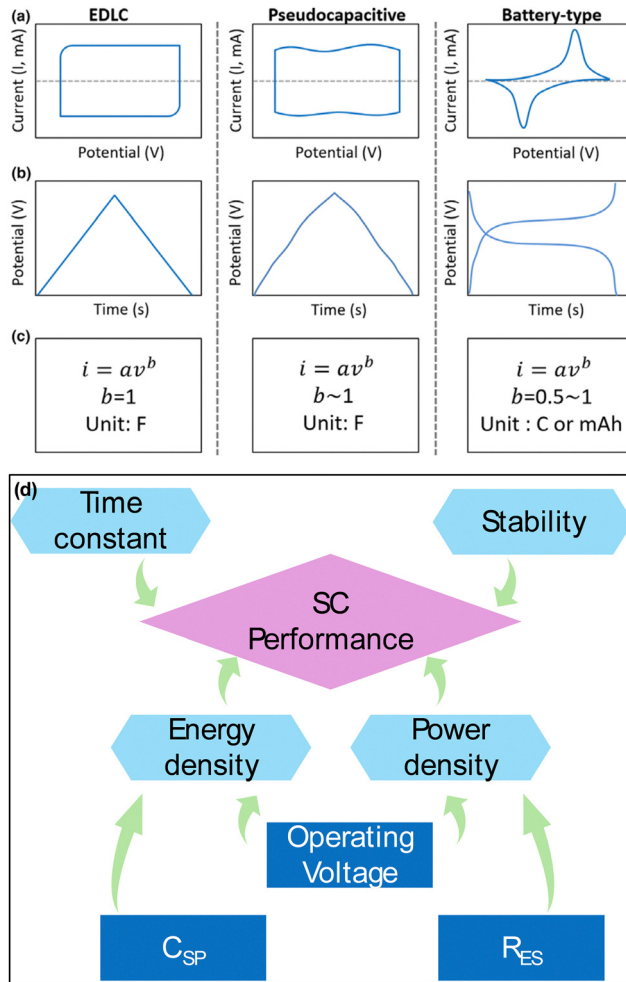 (a)
EDLC
Pseudocapacitive
Battery-type
Current (I, mA)
Potential (V)
Current (I, mA)
Potential (V)
Current (I, mA)
Potential (V)
(b)
Potential (V)
Time (s)
Potential (V)
Time (s)
Potential (V)
Time (s)
(c)
i = av^b
b=1
Unit: F
i = av^b
b~1
Unit: F
i = av^b
b=0.5~1
Unit : C or mAh
(d)
Time
constant
Stability
SC
Performance
Energy
density
Power
density
Operating
Voltage
C_SP
R_ES